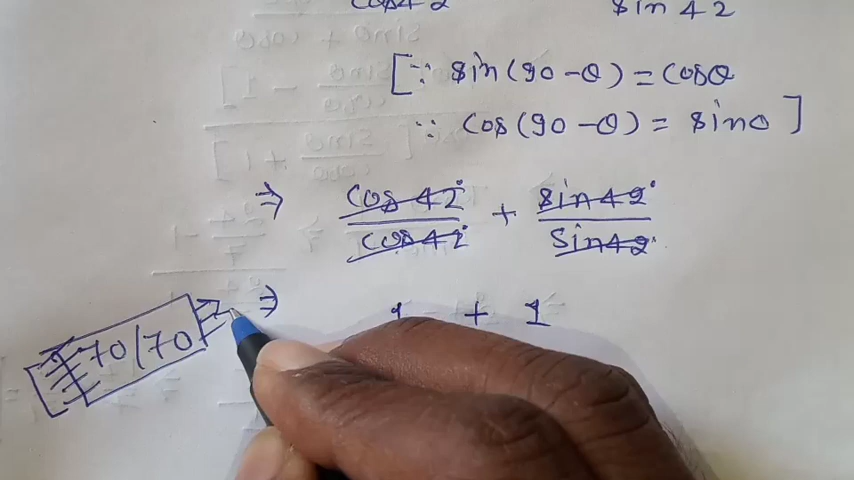 cos42 sin 42
[∵ sin(90-θ) = cosθ
∵ cos(90-θ) = sinθ ]
⇒ cos 42° / cos 42° + sin 42° / sin 42°
⇒ 1 + 1
70/70